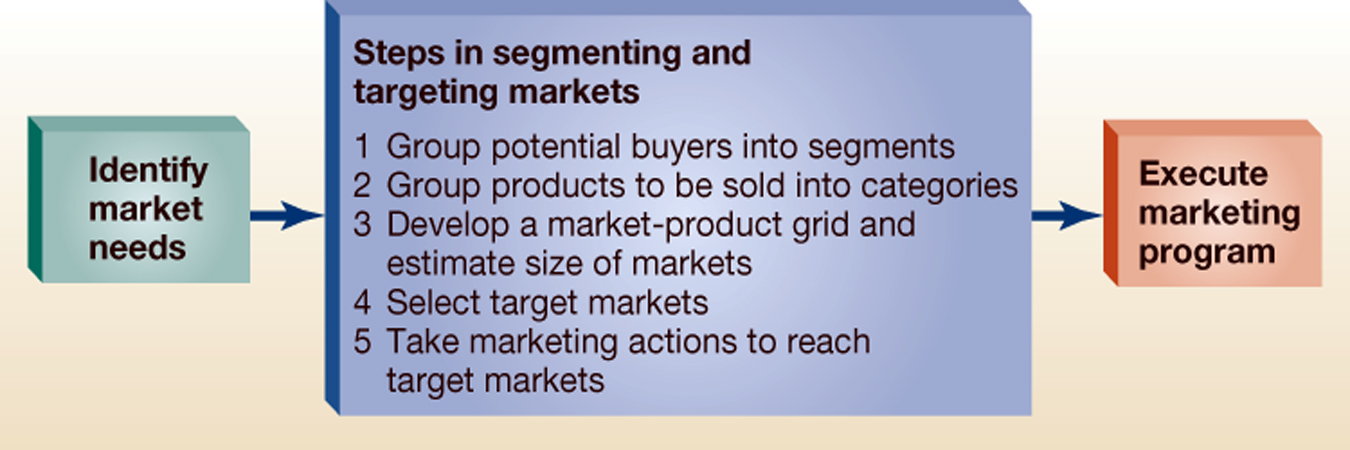 Identify
market
needs
Steps in segmenting and
targeting markets
1 Group potential buyers into segments
2 Group products to be sold into categories
3 Develop a market-product grid and
estimate size of markets
4 Select target markets
5 Take marketing actions to reach
target markets
Execute
marketing
program